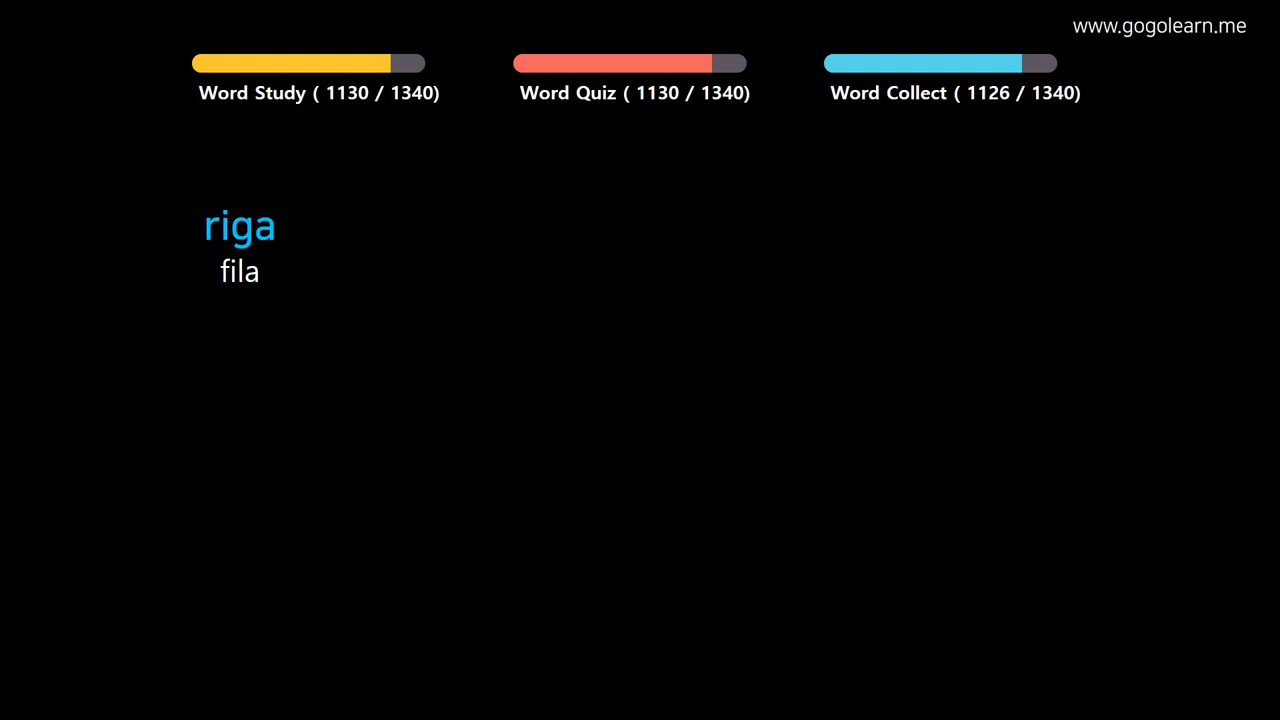 www.gogolearn.me
Word Study ( 1130 / 1340)
Word Quiz ( 1130 / 1340)
Word Collect ( 1126 / 1340)
riga
fila